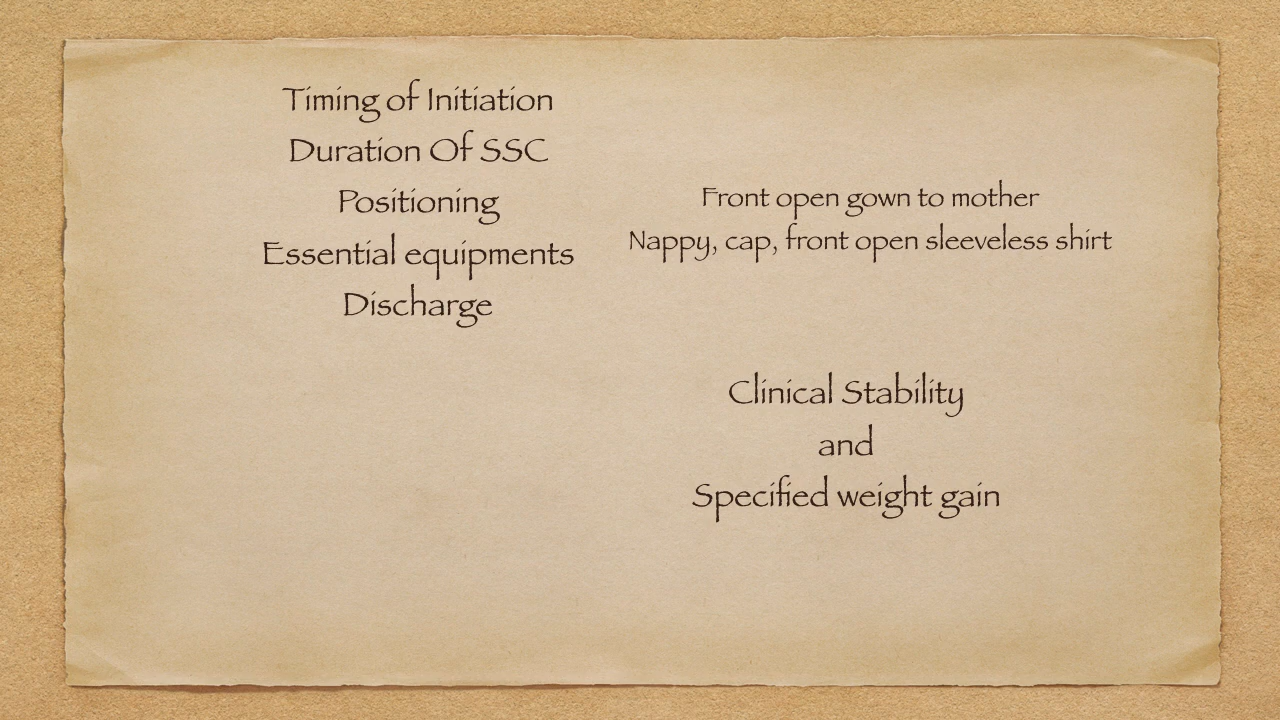 Timing of Initiation
Duration Of SSC
Positioning
Essential equipments
Discharge
Front open gown to mother
Nappy, cap, front open sleeveless shirt
Clinical Stability
and
Specified weight gain